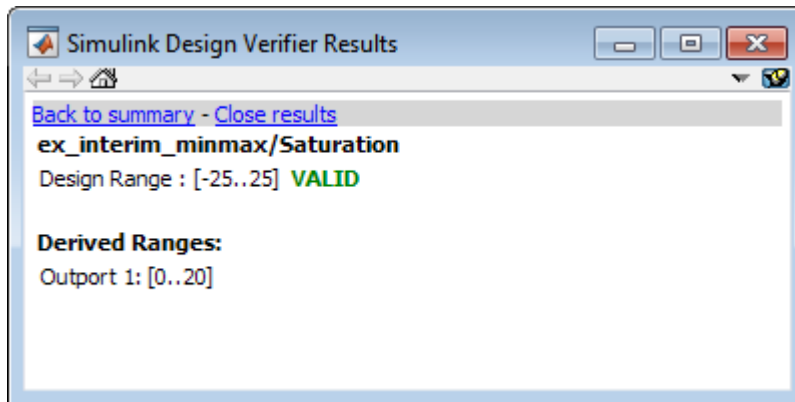 Simulink Design Verifier Results
Back to summary - Close results
ex_interim_minmax/Saturation
Design Range : [-25..25] VALID
Derived Ranges:
Outport 1: [0..20]